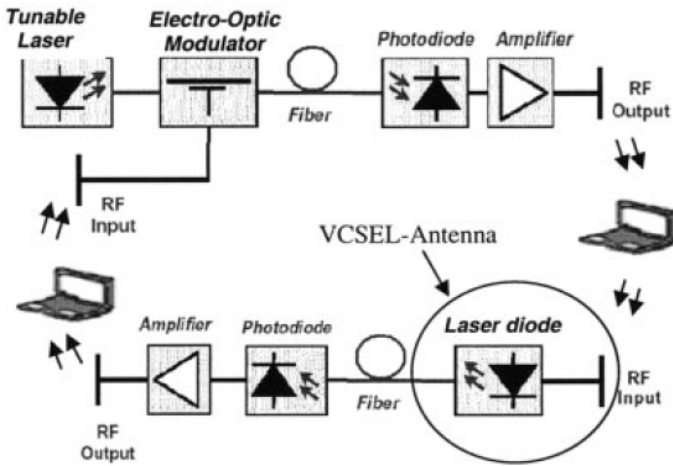 Tunable
Laser
Electro-Optic
Modulator
Fiber
Photodiode
Amplifier
RF
Output
RF
Input
VCSEL-Antenna
Amplifier
Photodiode
Fiber
Laser diode
RF
Input
RF
Output